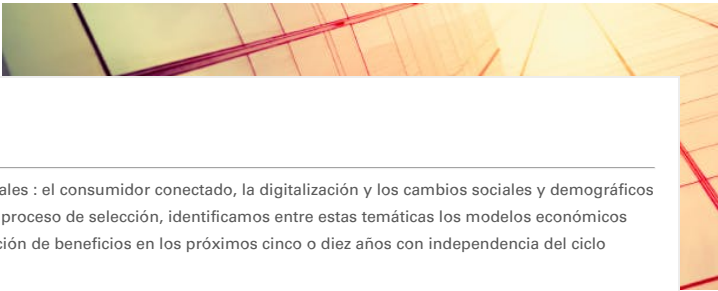 ales : el consumidor conectado, la digitalización y los cambios sociales y demográficos
proceso de selección, identificamos entre estas temáticas los modelos económicos
ción de beneficios en los próximos cinco o diez años con independencia del ciclo